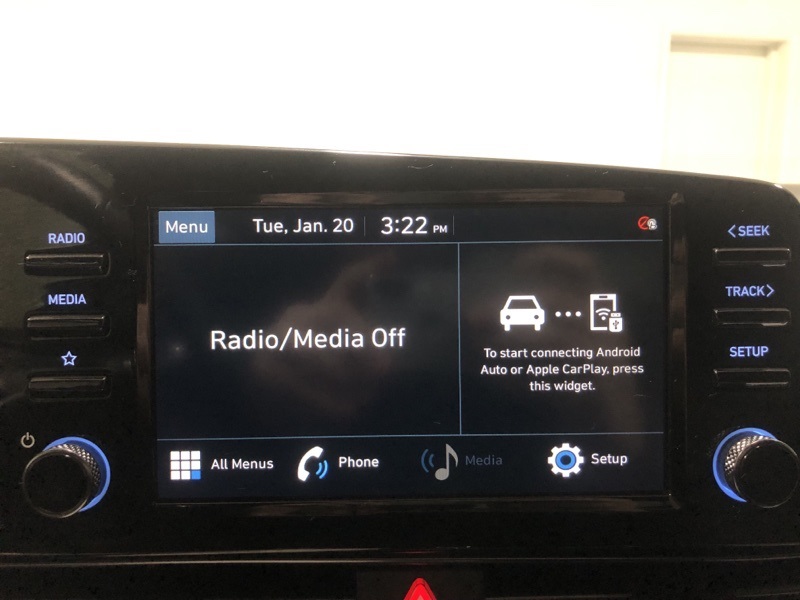 Menu
Tue, Jan. 20
3:22 PM
RADIO
MEDIA
Radio/Media Off
To start connecting Android
Auto or Apple CarPlay, press
this widget.
<SEEK
TRACK>
SETUP
All Menus
Phone
Media
Setup